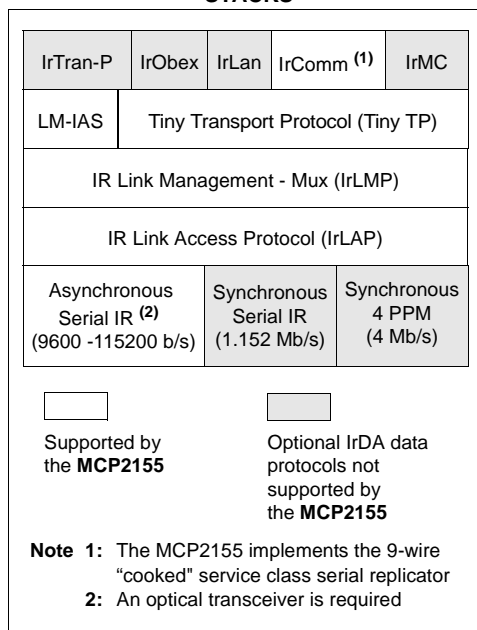 STACKS
IrTran-P IrObex IrLan IrComm (1) IrMC
LM-IAS Tiny Transport Protocol (Tiny TP)
IR Link Management - Mux (IrLMP)
IR Link Access Protocol (IrLAP)
Asynchronous
Serial IR (2)
(9600 -115200 b/s)
Synchronous
Serial IR
(1.152 Mb/s)
Synchronous
4 PPM
(4 Mb/s)
Supported by
the MCP2155
Optional IrDA data
protocols not
supported by
the MCP2155
Note 1: The MCP2155 implements the 9-wire
“cooked" service class serial replicator
2: An optical transceiver is required